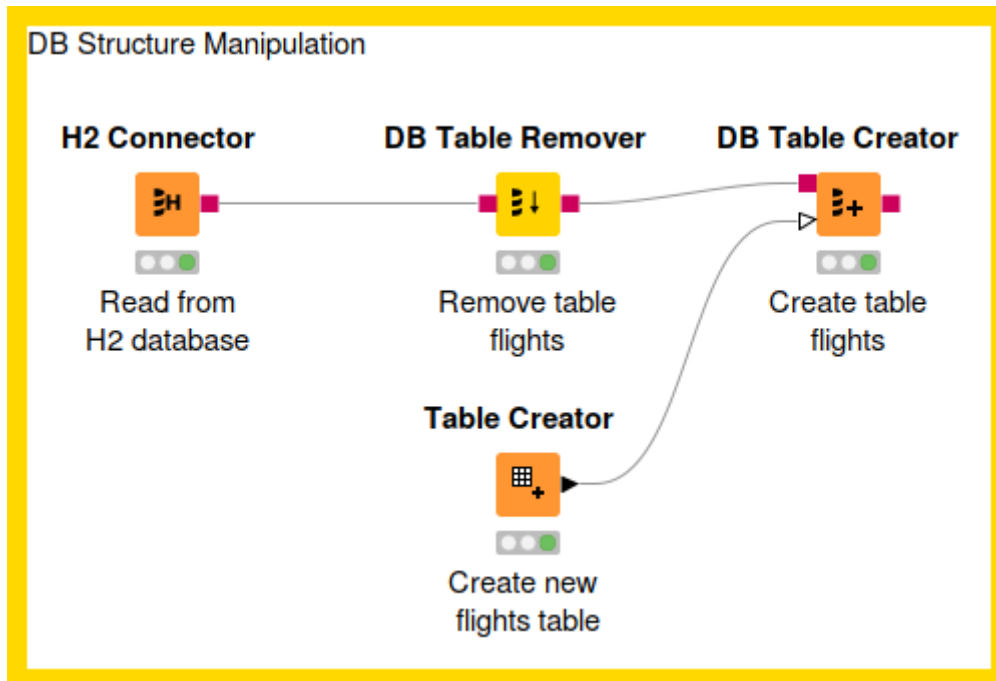 DB Structure Manipulation
H2 Connector
DB Table Remover
DB Table Creator
H
Read from
H2 database
Remove table
flights
Create table
flights
Table Creator
Create new
flights table